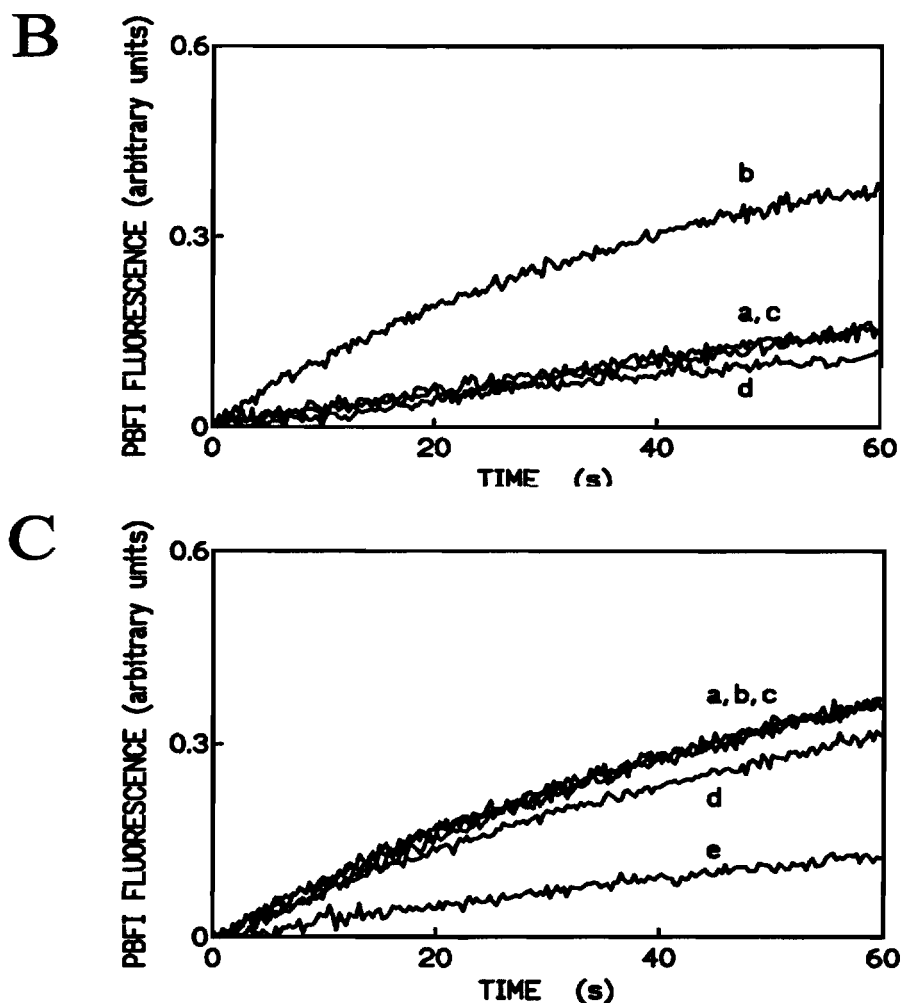 B
PBFI FLUORESCENCE (arbitrary units)
0.6
0.3
0
b
a, c
d
0 20 40 60
TIME (s)
C
PBFI FLUORESCENCE (arbitrary units)
0.6
0.3
0
a, b, c
d
e
0 20 40 60
TIME (s)